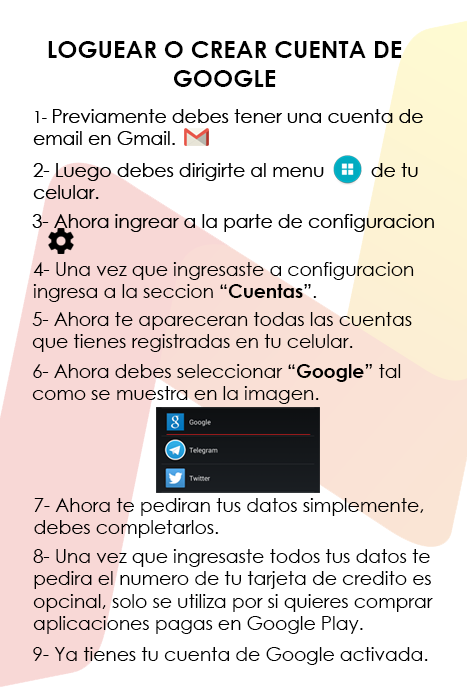 LOGUEAR O CREAR CUENTA DE
GOOGLE
1- Previamente debes tener una cuenta de
email en Gmail.
2- Luego debes dirigirte al menu de tu
celular.
3- Ahora ingrear a la parte de configuracion
4- Una vez que ingresaste a configuracion
ingresa a la seccion “Cuentas”.
5- Ahora te apareceran todas las cuentas
que tienes registradas en tu celular.
6- Ahora debes seleccionar “Google” tal
como se muestra en la imagen.
8 Google
Telegram
Twitter
7- Ahora te pediran tus datos simplemente,
debes completarlos.
8- Una vez que ingresaste todos tus datos te
pedira el numero de tu tarjeta de credito es
opcinal, solo se utiliza por si quieres comprar
aplicaciones pagas en Google Play.
9- Ya tienes tu cuenta de Google activada.